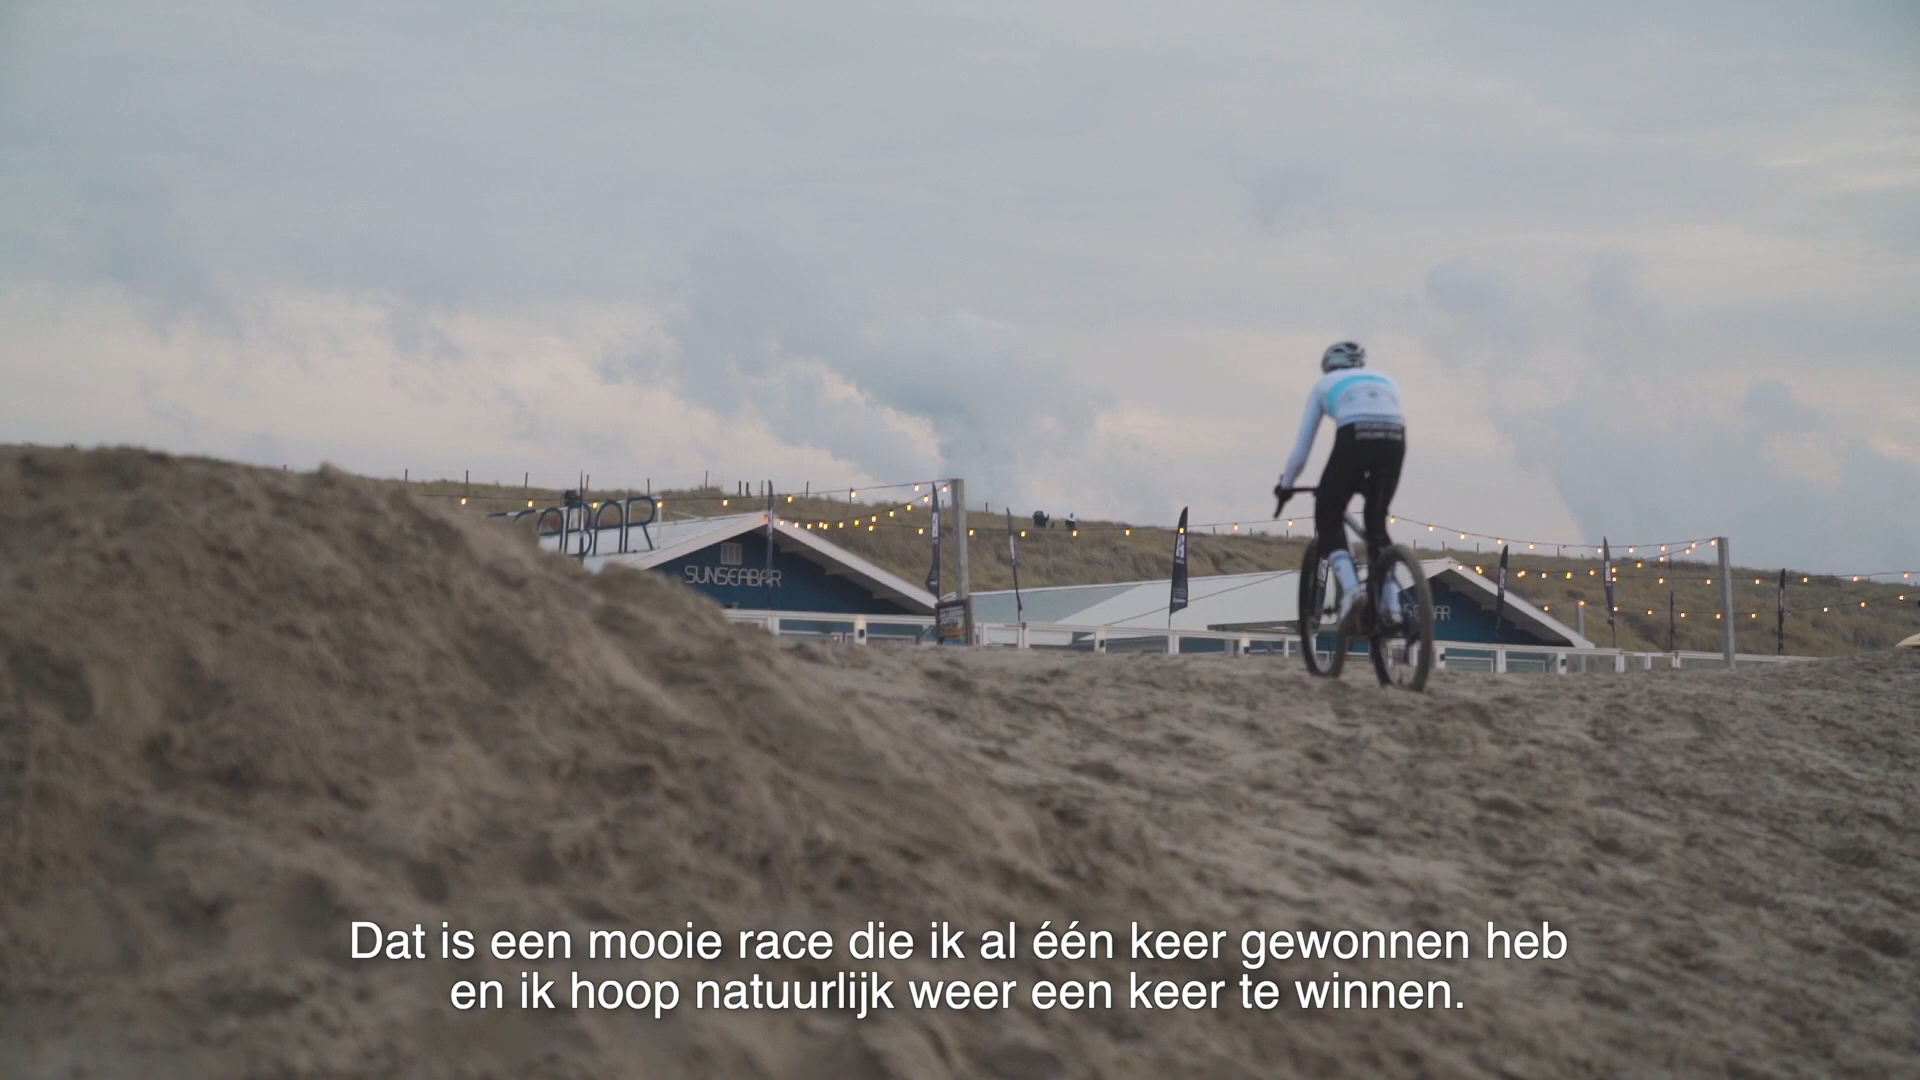 aBAR
SUNSEABAR
Dat is een mooie race die ik al één keer gewonnen heb
en ik hoop natuurlijk weer een keer te winnen.